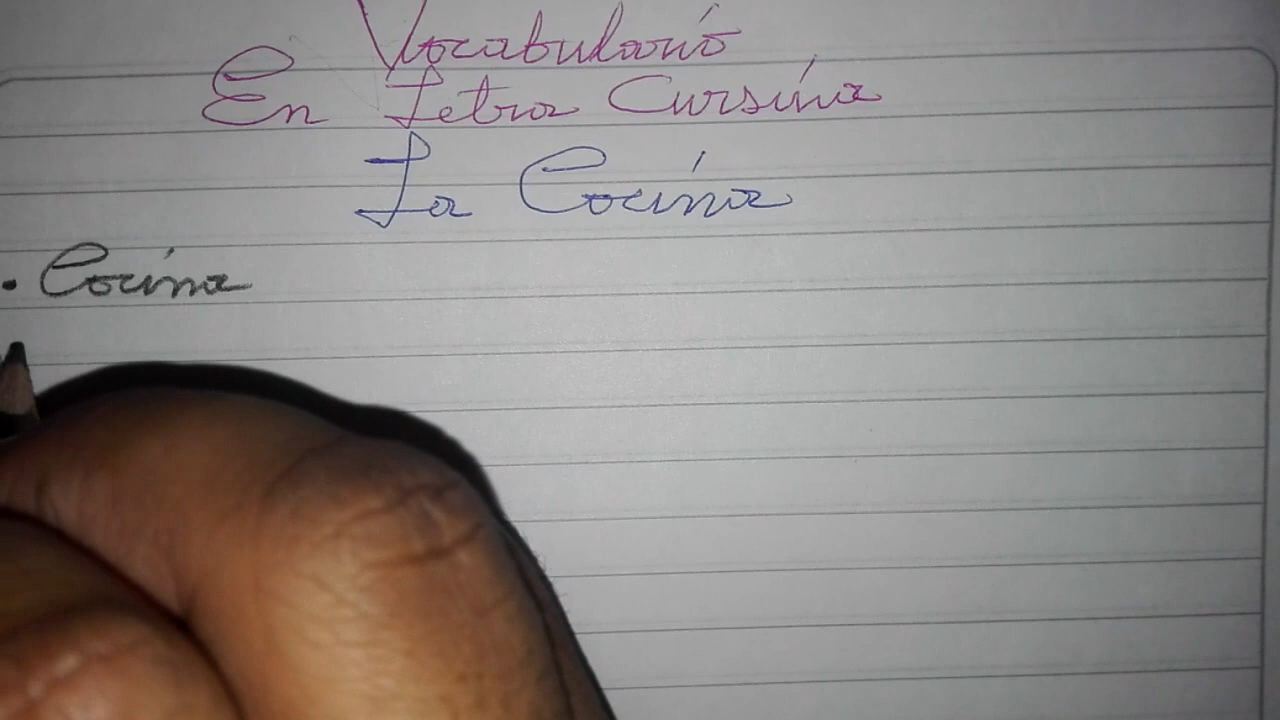 Vocabulario
En Letra Cursiva
La Cocina
• Cocina